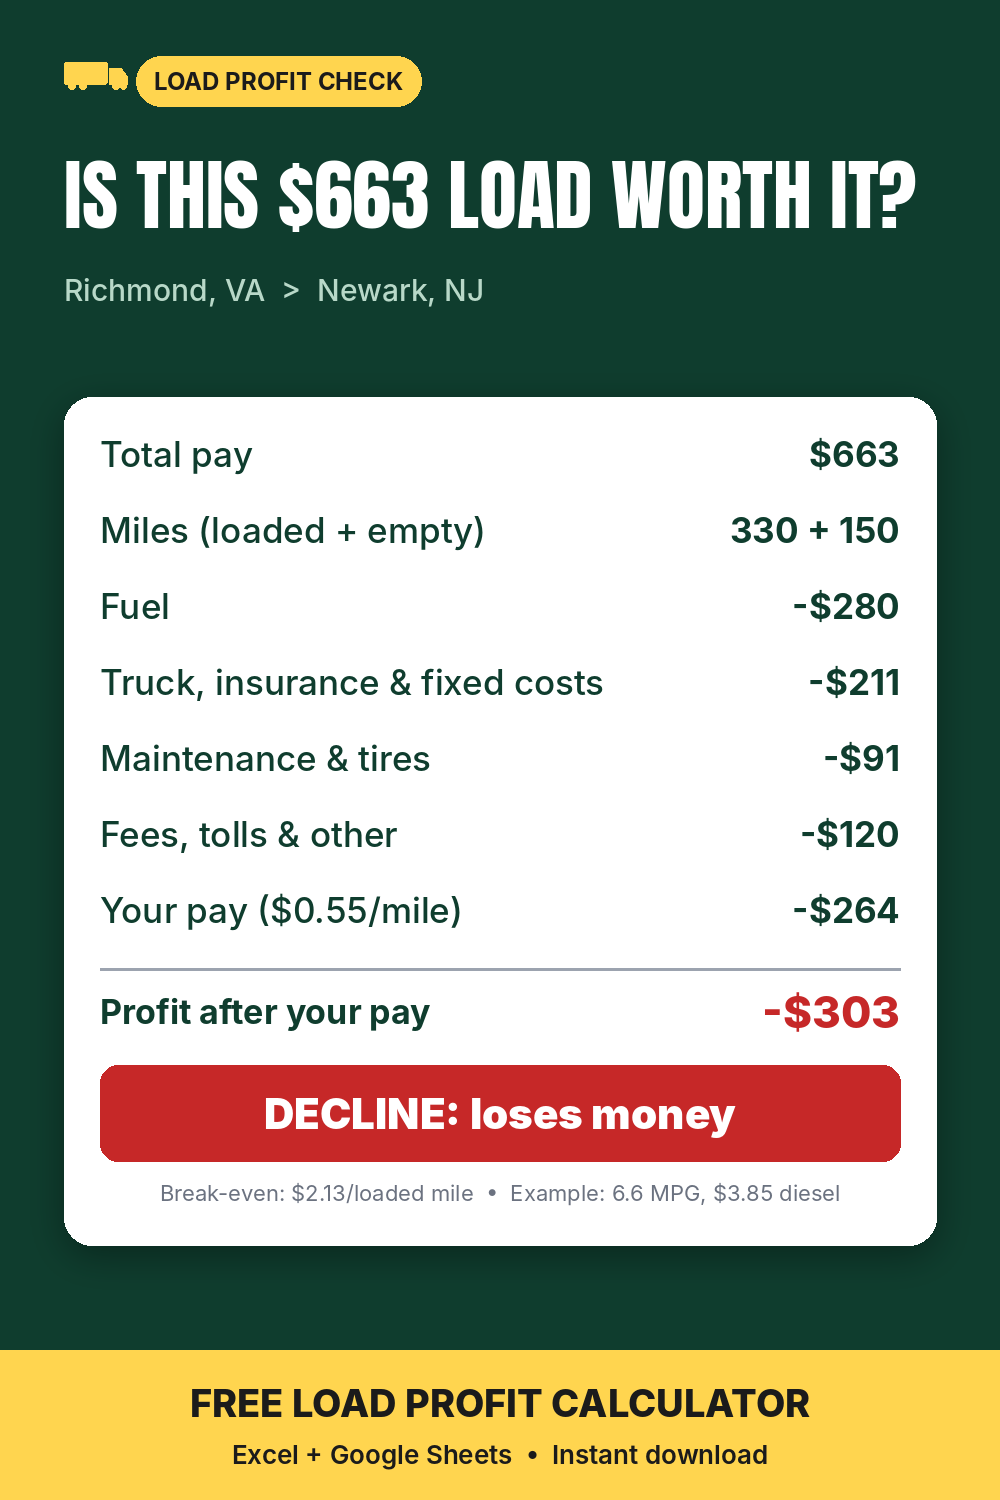 LOAD PROFIT CHECK
IS THIS $663 LOAD WORTH IT?
Richmond, VA > Newark, NJ
Total pay $663
Miles (loaded + empty) 330 + 150
Fuel -$280
Truck, insurance & fixed costs -$211
Maintenance & tires -$91
Fees, tolls & other -$120
Your pay ($0.55/mile) -$264
Profit after your pay -$303
DECLINE: loses money
Break-even: $2.13/loaded mile • Example: 6.6 MPG, $3.85 diesel
FREE LOAD PROFIT CALCULATOR
Excel + Google Sheets • Instant download